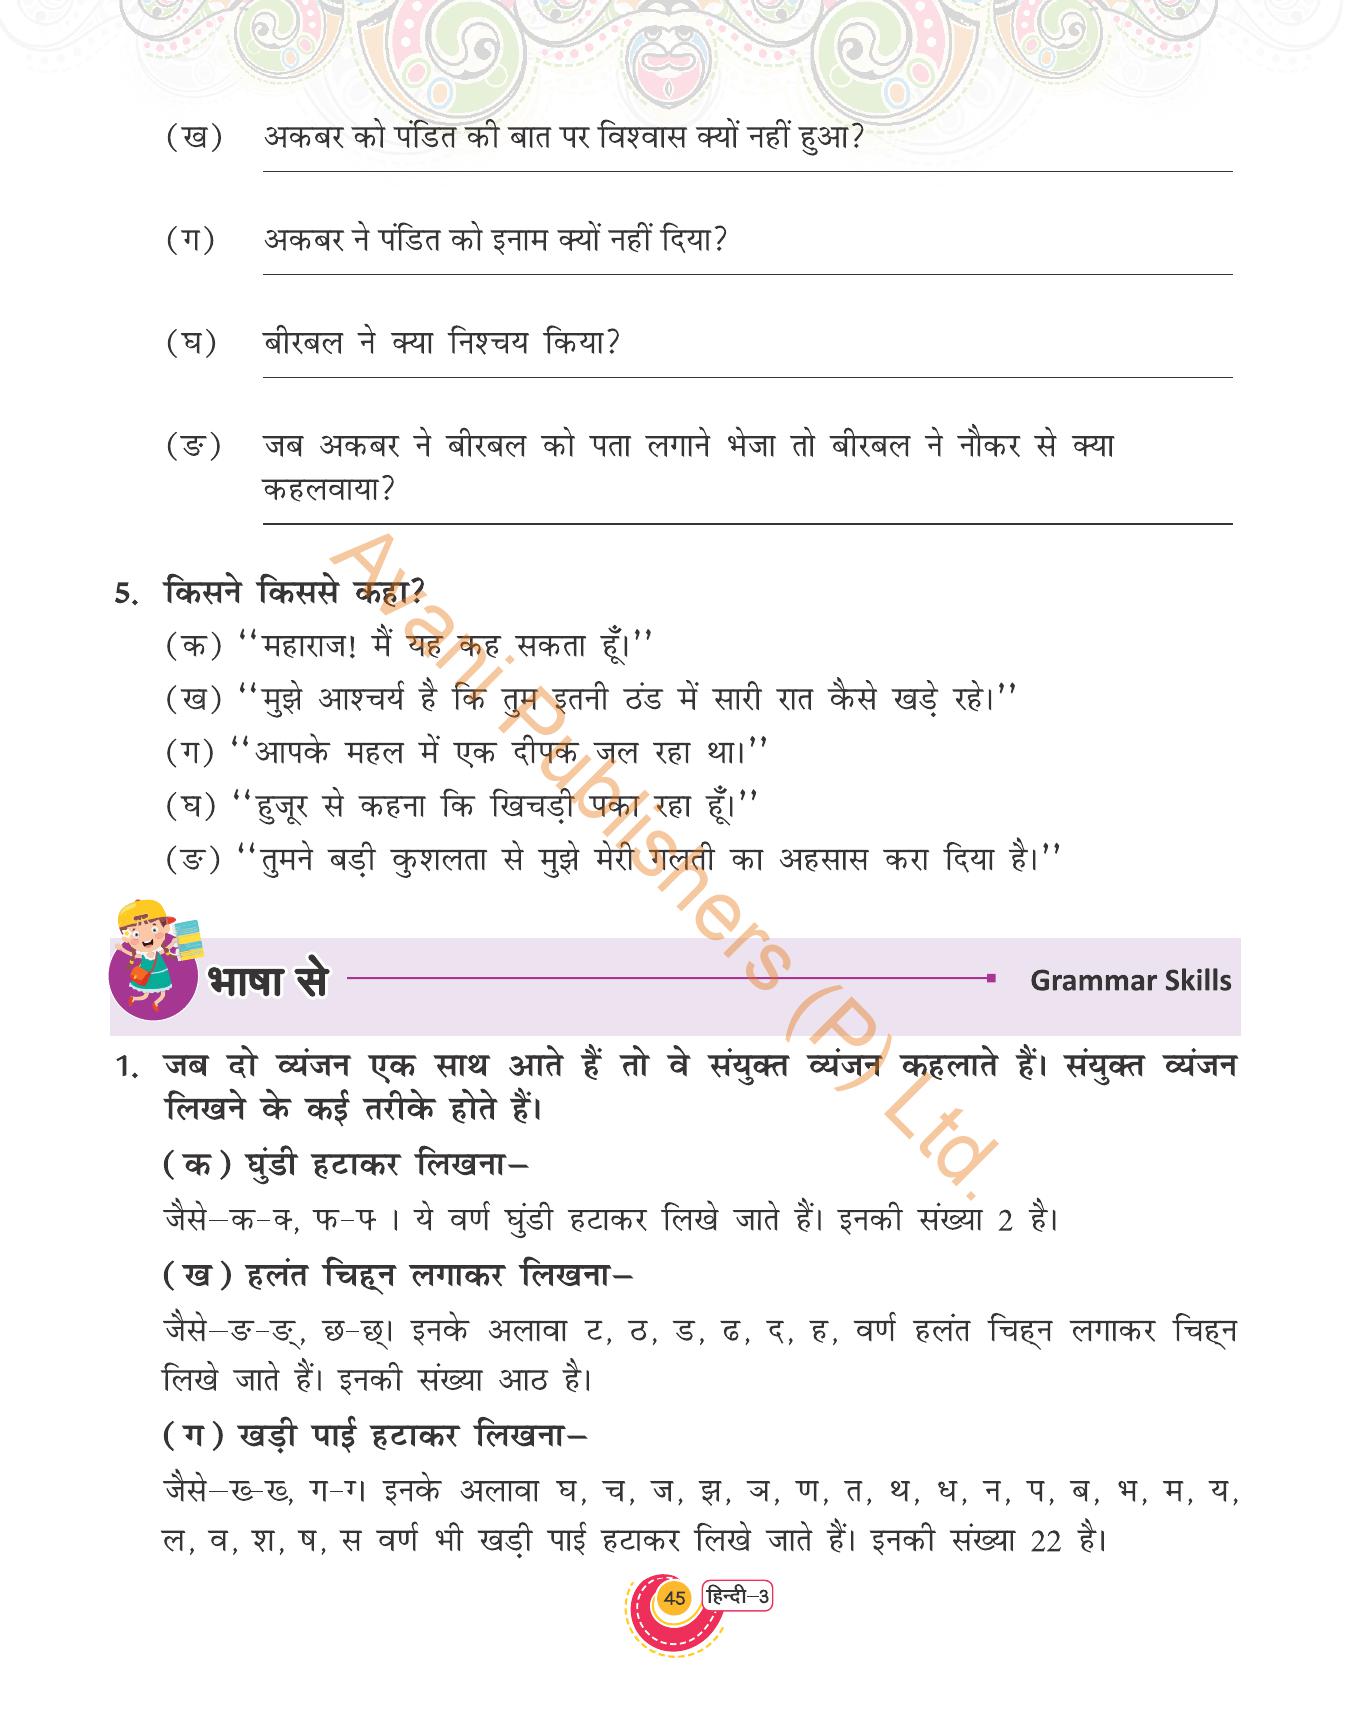 (ख) अकबर को पंडित की बात पर विश्वास क्यों नहीं हुआ?
(ग) अकबर ने पंडित को इनाम क्यों नहीं दिया?
(घ) बीरबल ने क्या निश्चय किया?
(ङ) जब अकबर ने बीरबल को पता लगाने भेजा तो बीरबल ने नौकर से क्या
कहलवाया?
5. किसने किससे कहा?
(क) ‘‘महाराज! मैं यह कह सकता हूँ।’’
(ख) ‘‘मुझे आश्चर्य है कि तुम इतनी ठंड में सारी रात कैसे खड़े रहे।’’
(ग) ‘‘आपके महल में एक दीपक जल रहा था।’’
(घ) ‘‘हुजूर से कहना कि खिचड़ी पका रहा हूँ।’’
(ङ) ‘‘तुमने बड़ी कुशलता से मुझे मेरी गलती का अहसास करा दिया है।’’
Avani Publishers (P) Ltd.
भाषा से Grammar Skills
1. जब दो व्यंजन एक साथ आते हैं तो वे संयुक्त व्यंजन कहलाते हैं। संयुक्त व्यंजन
लिखने के कई तरीके होते हैं।
(क) घुंडी हटाकर लिखना–
जैसे–क-क्‍, फ-फ्‍ । ये वर्ण घुंडी हटाकर लिखे जाते हैं। इनकी संख्या 2 है।
(ख) हलंत चिह्‌न लगाकर लिखना–
जैसे–ङ-ङ्, छ-छ्। इनके अलावा ट, ठ, ड, ढ, द, ह, वर्ण हलंत चिह्‌न लगाकर चिह्‌न
लिखे जाते हैं। इनकी संख्या आठ है।
(ग) खड़ी पाई हटाकर लिखना–
जैसे–ख्‍-ख्‍, ग-ग्‍। इनके अलावा घ, च, ज, झ, ञ, ण, त, थ, ध, न, प, ब, भ, म, य,
ल, व, श, ष, स वर्ण भी खड़ी पाई हटाकर लिखे जाते हैं। इनकी संख्या 22 है।
45 हिन्दी–3